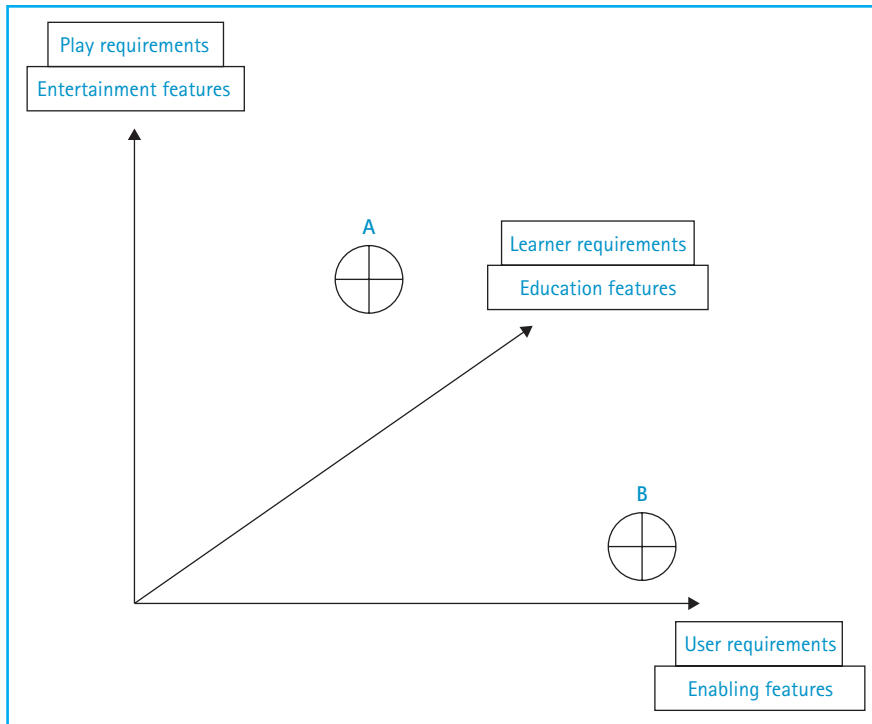 Play requirements
Entertainment features
A
Learner requirements
Education features
B
User requirements
Enabling features